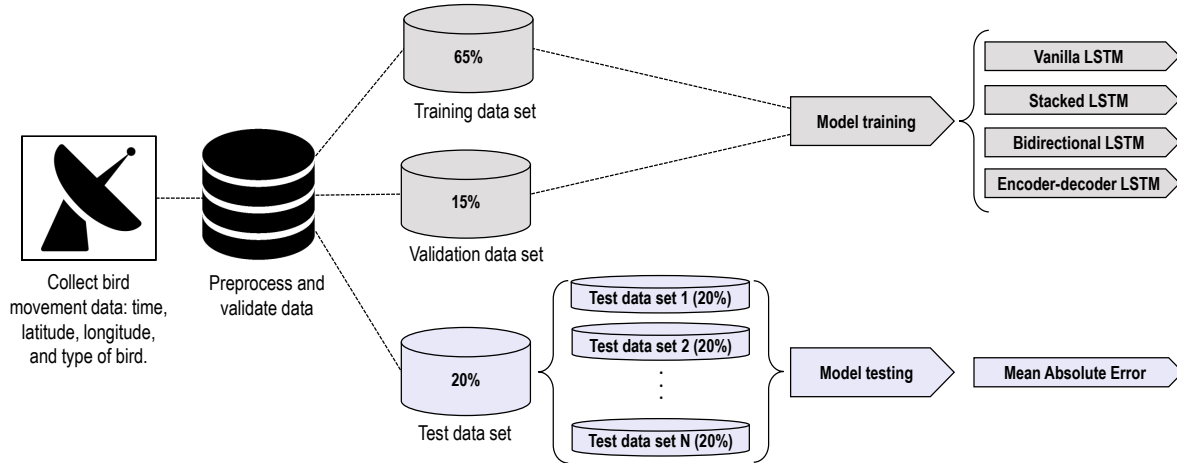 Collect bird
movement data: time,
latitude, longitude,
and type of bird.
Preprocess and
validate data
65%
Training data set
15%
Validation data set
20%
Test data set
Test data set 1 (20%)
Test data set 2 (20%)
.
.
.
Test data set N (20%)
Model training
Vanilla LSTM
Stacked LSTM
Bidirectional LSTM
Encoder-decoder LSTM
Model testing
Mean Absolute Error